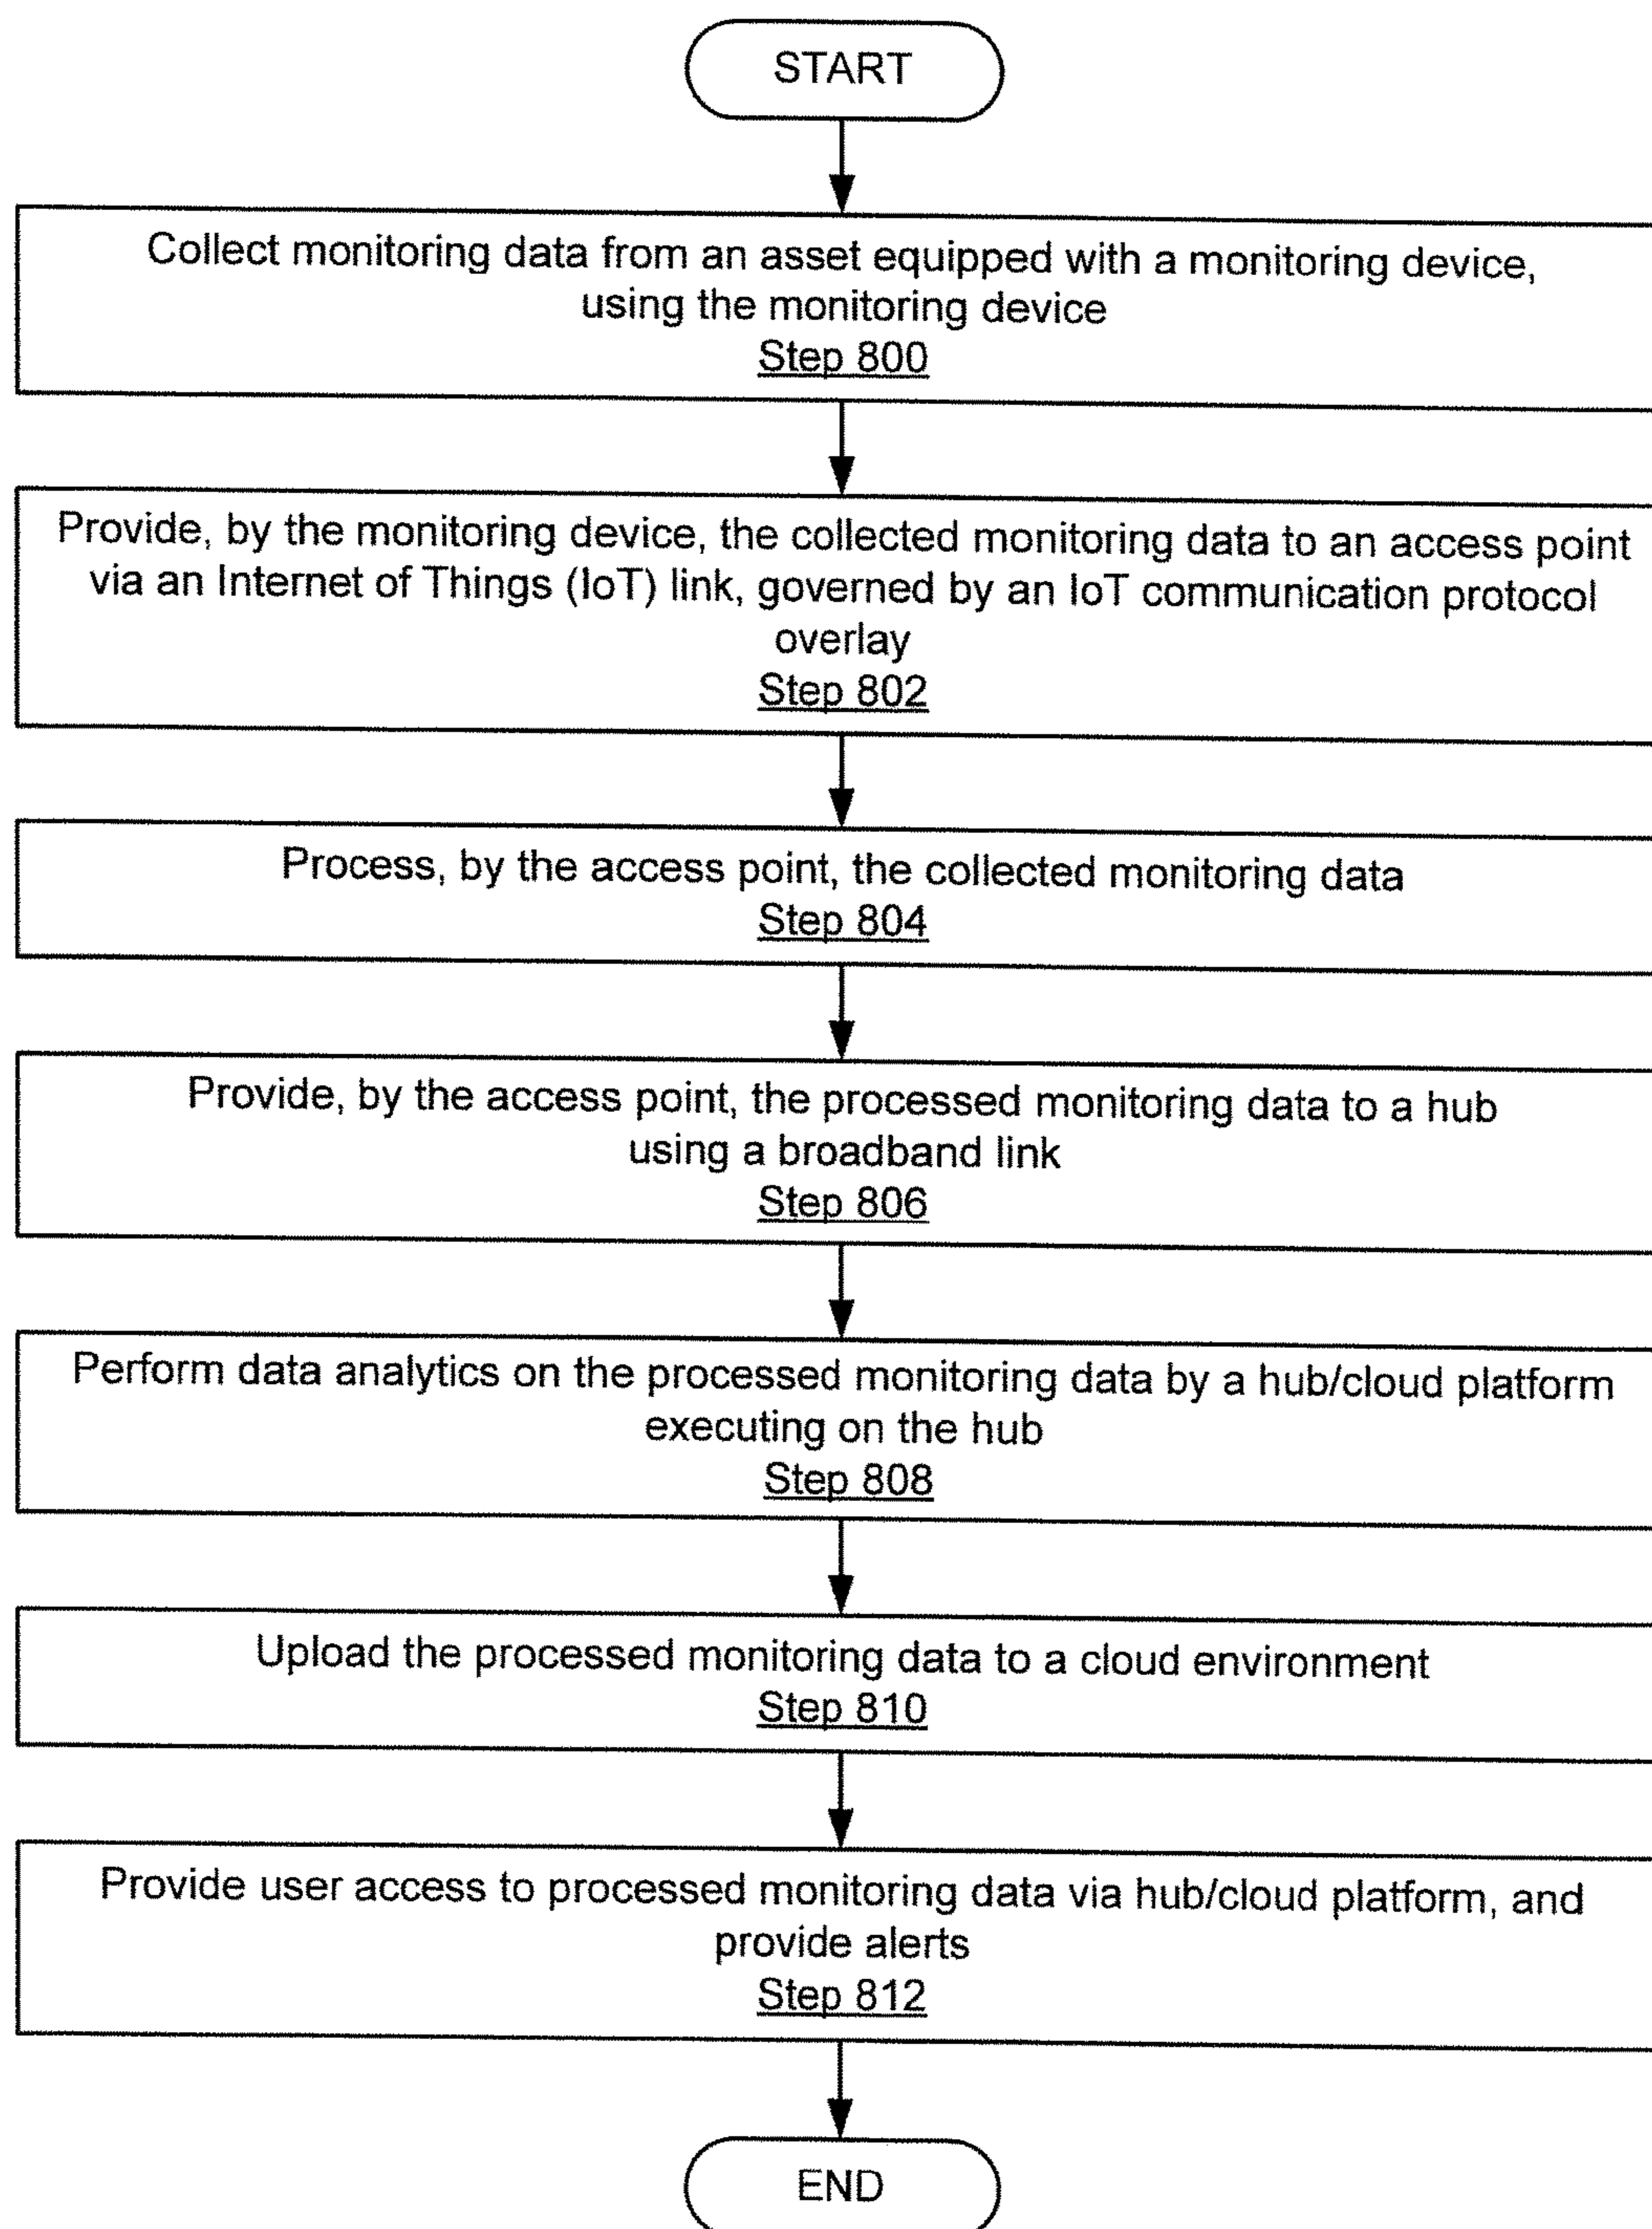 START
Collect monitoring data from an asset equipped with a monitoring device,
using the monitoring device
Step 800
Provide, by the monitoring device, the collected monitoring data to an access point
via an Internet of Things (IoT) link, governed by an IoT communication protocol
overlay
Step 802
Process, by the access point, the collected monitoring data
Step 804
Provide, by the access point, the processed monitoring data to a hub
using a broadband link
Step 806
Perform data analytics on the processed monitoring data by a hub/cloud platform
executing on the hub
Step 808
Upload the processed monitoring data to a cloud environment
Step 810
Provide user access to processed monitoring data via hub/cloud platform, and
provide alerts
Step 812
END